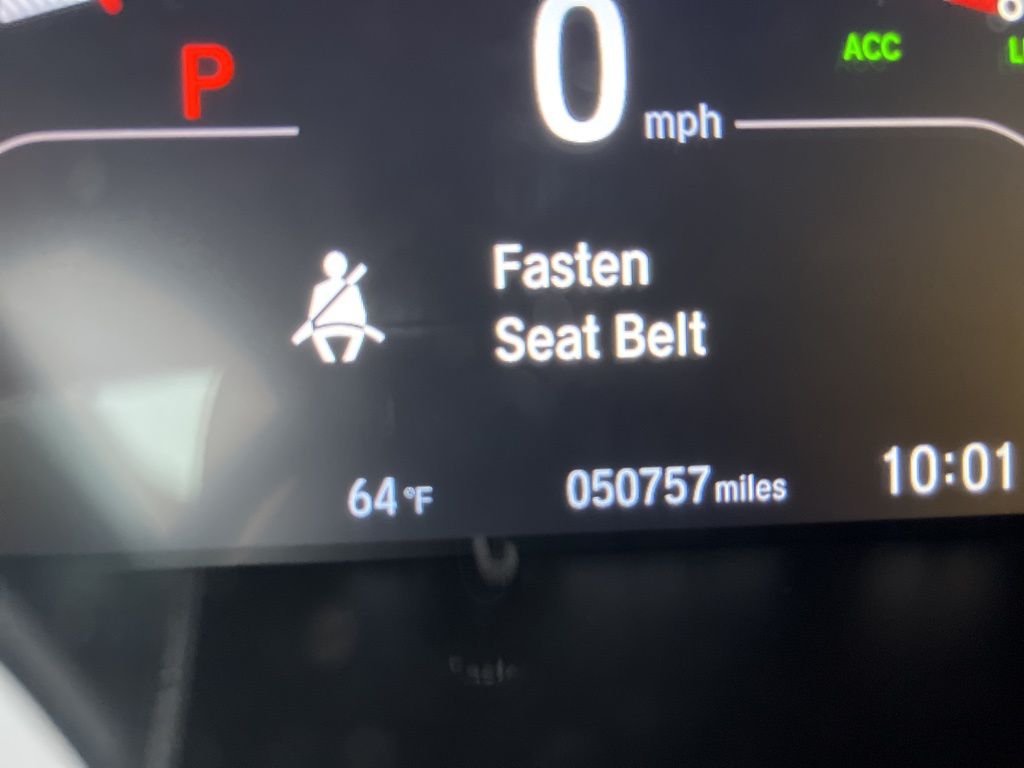 P
0 mph
ACC
Fasten
Seat Belt
64 °F
050757 miles
10:01